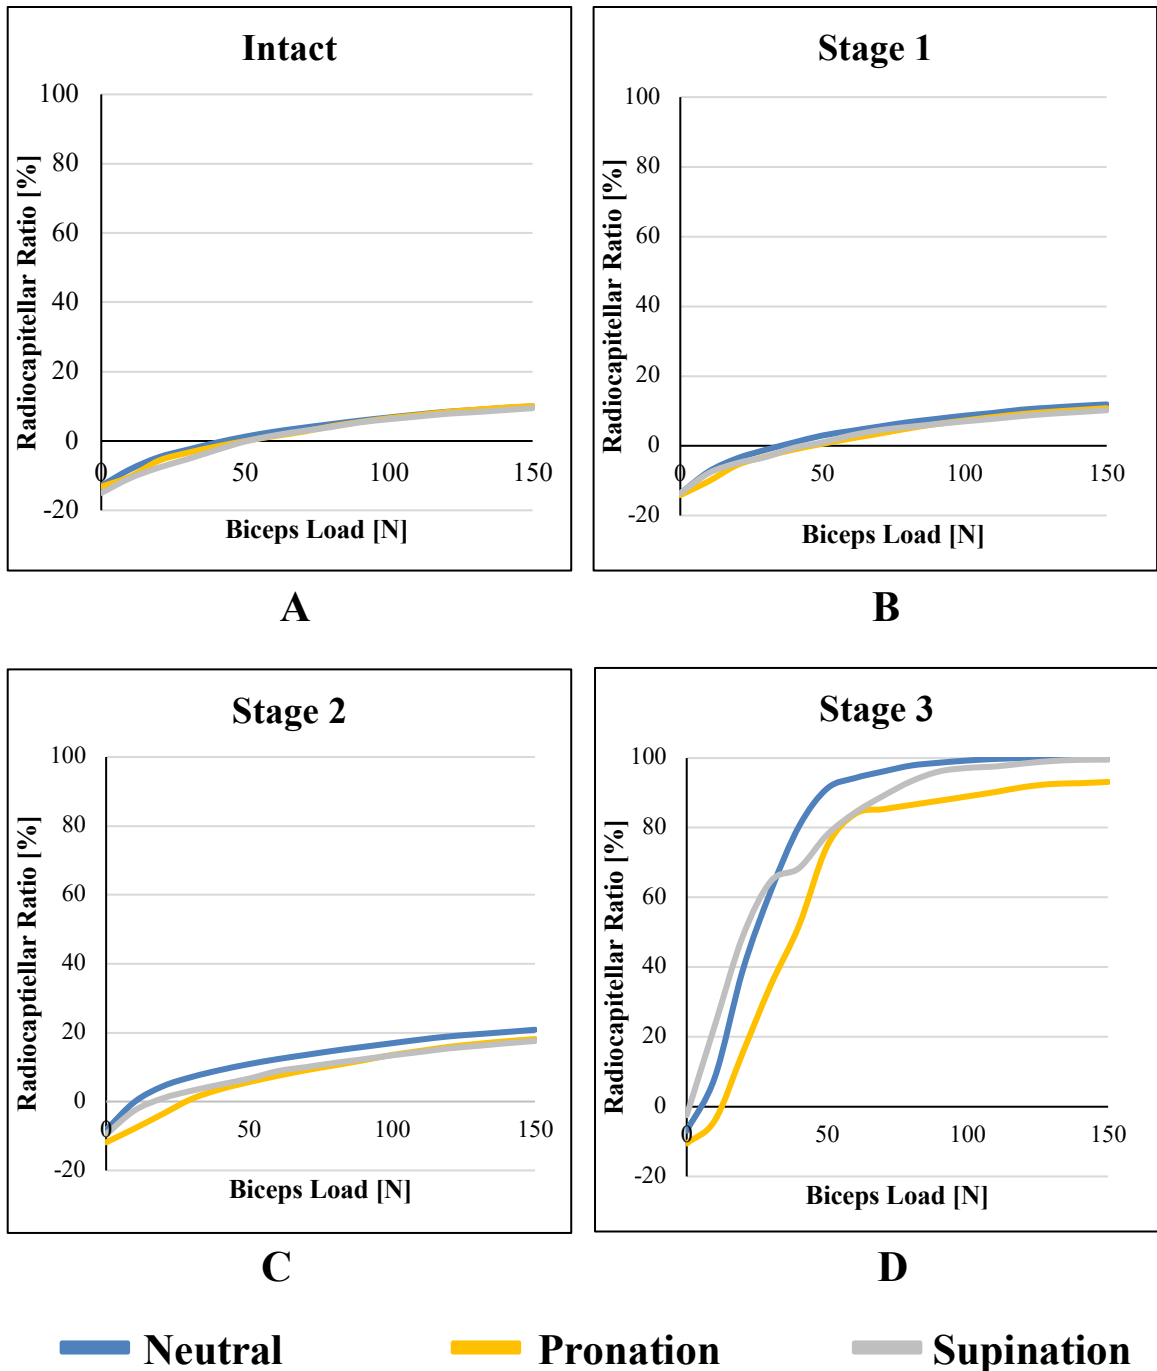 Intact
100
80
60
40
20
0
-20
0 50 100 150
Radiocapitellar Ratio [%]
Biceps Load [N]
A
Stage 1
100
80
60
40
20
0
-20
0 50 100 150
Radiocapitellar Ratio [%]
Biceps Load [N]
B
Stage 2
100
80
60
40
20
0
-20
0 50 100 150
Radiocaptiellar Ratio [%]
Biceps Load [N]
C
Stage 3
100
80
60
40
20
0
-20
0 50 100 150
Radiocapitellar Ratio [%]
Biceps Load [N]
D
Neutral Pronation Supination